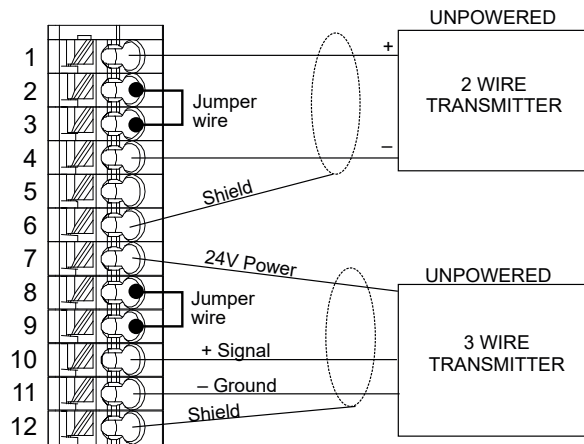 UNPOWERED
1
+
2 WIRE
TRANSMITTER
2
Jumper
wire
3
4
–
5
Shield
6
7
24V Power
UNPOWERED
8
Jumper
wire
9
3 WIRE
TRANSMITTER
10
+ Signal
11
– Ground
12
Shield